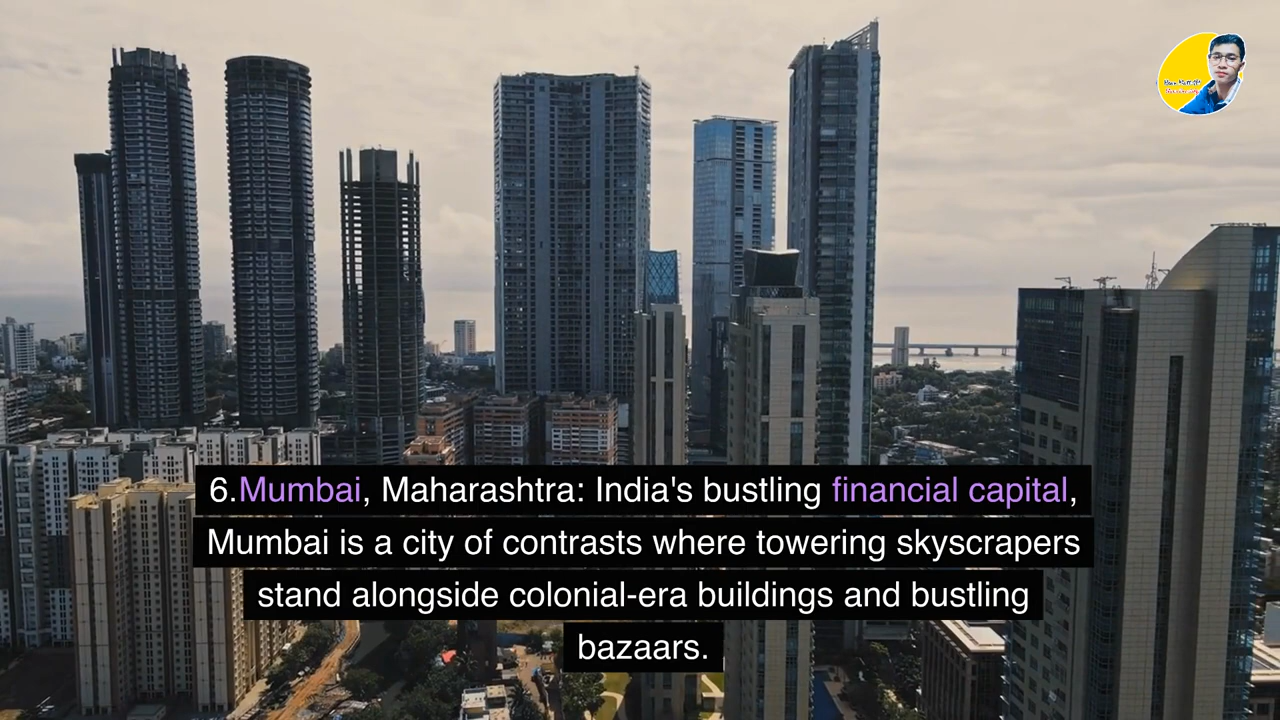 6.Mumbai, Maharashtra: India's bustling financial capital,
Mumbai is a city of contrasts where towering skyscrapers
stand alongside colonial-era buildings and bustling
bazaars.